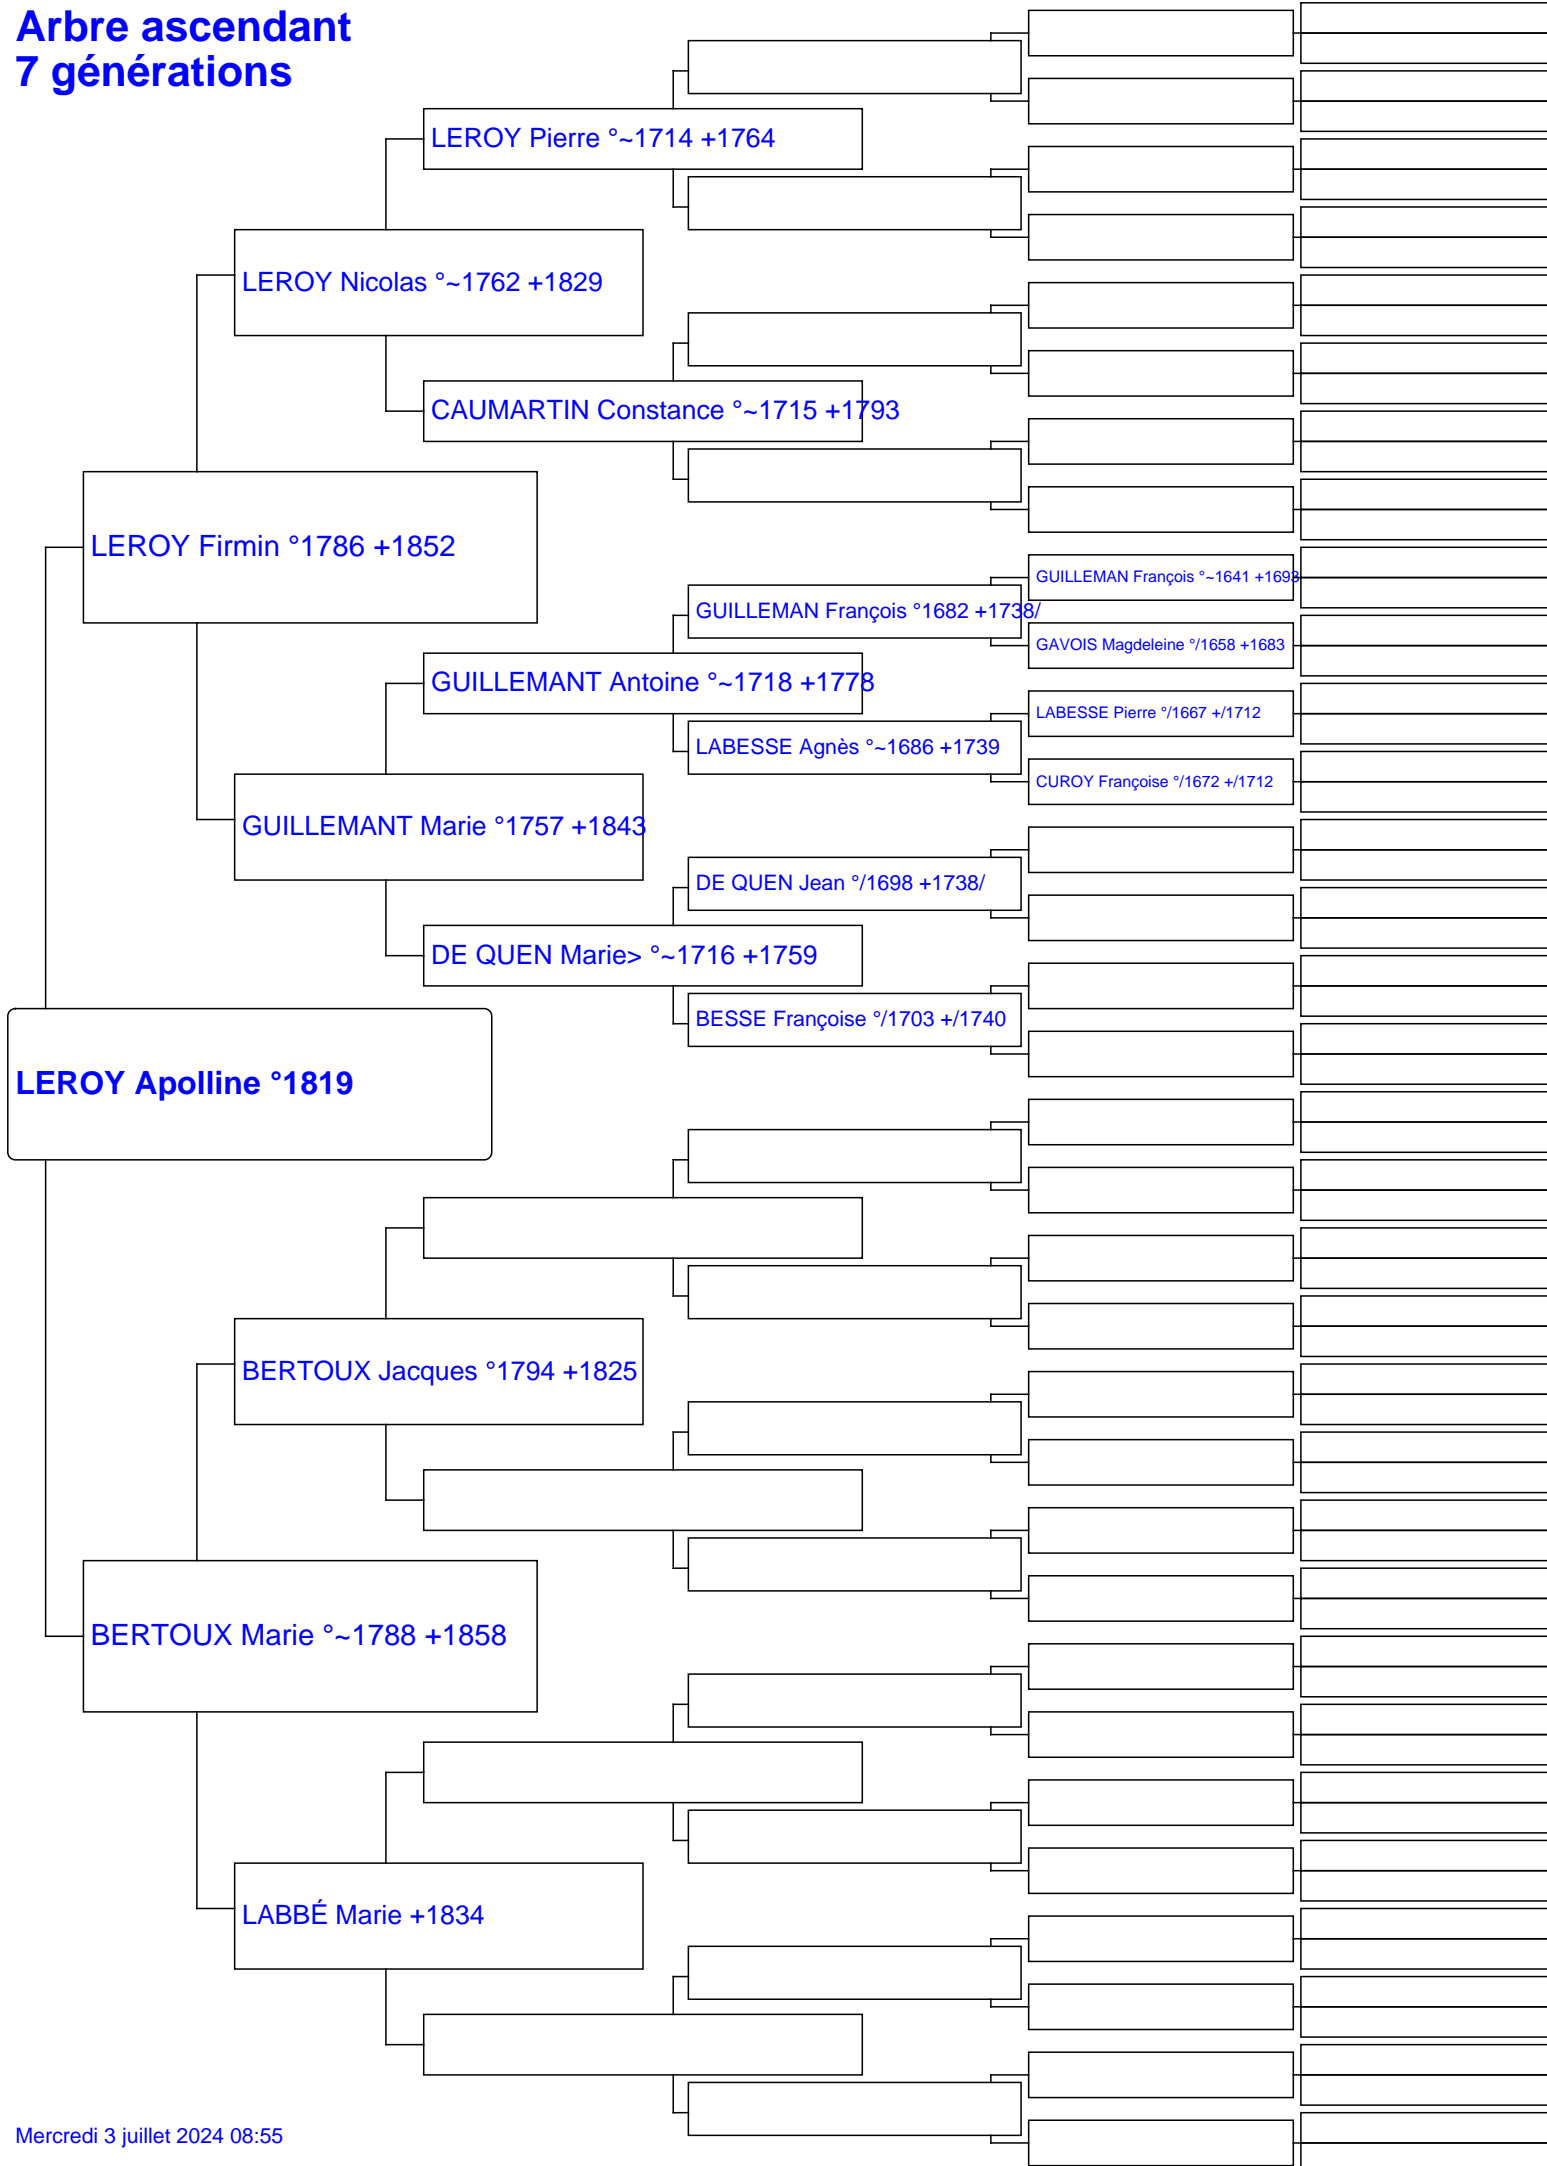 Arbre ascendant
7 générations
LEROY Pierre °~1714 +1764
LEROY Nicolas °~1762 +1829
CAUMARTIN Constance °~1715 +1793
LEROY Firmin °1786 +1852
GUILLEMAN François °~1641 +1693
GUILLEMAN François °1682 +1738/
GAVOIS Magdeleine °/1658 +1683
GUILLEMANT Antoine °~1718 +1778
LABESSE Pierre °/1667 +/1712
LABESSE Agnès °~1686 +1739
CUROY Françoise °/1672 +/1712
GUILLEMANT Marie °1757 +1843
DE QUEN Jean °/1698 +1738/
DE QUEN Marie> °~1716 +1759
BESSE Françoise °/1703 +/1740
LEROY Apolline °1819
BERTOUX Jacques °1794 +1825
BERTOUX Marie °~1788 +1858
LABBÉ Marie +1834
Mercredi 3 juillet 2024 08:55